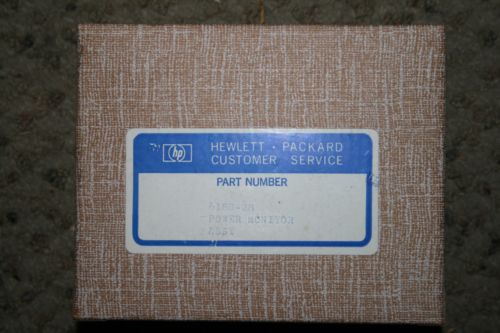 hp
HEWLETT · PACKARD
CUSTOMER SERVICE
PART NUMBER
POWER MONITOR
ASSY